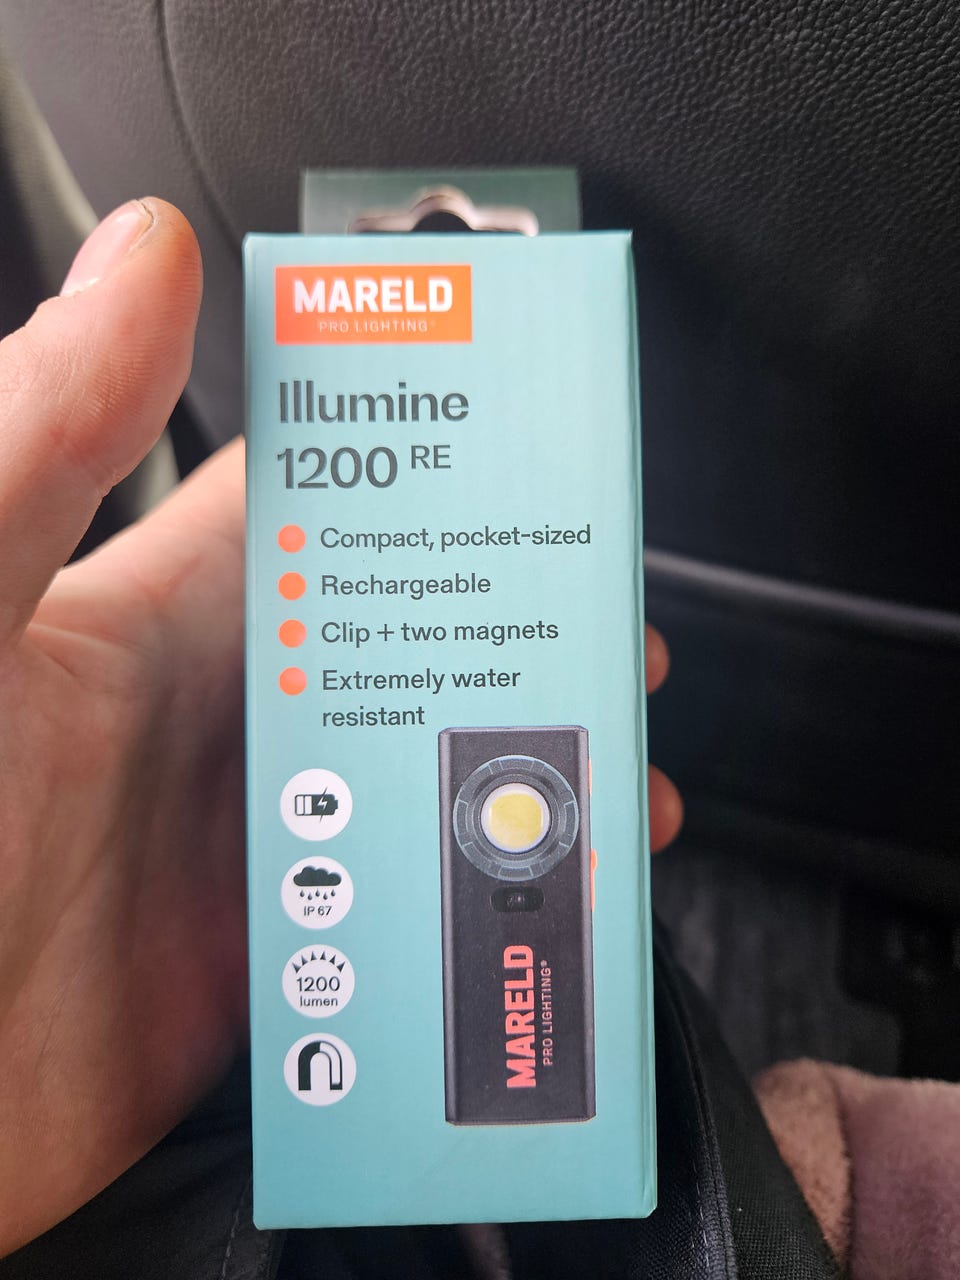 MARELD
PRO LIGHTING®
Illumine
1200 RE
Compact, pocket-sized
Rechargeable
Clip + two magnets
Extremely water
resistant
IP 67
1200
lumen
MARELD
PRO LIGHTING®